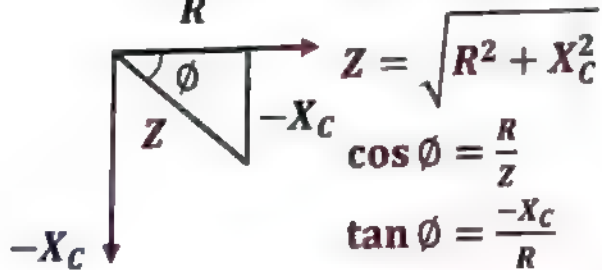 R
Z = √(R² + X_C²)
∅
Z
−X_C
cos ∅ = R/Z
tan ∅ = −X_C/R
−X_C